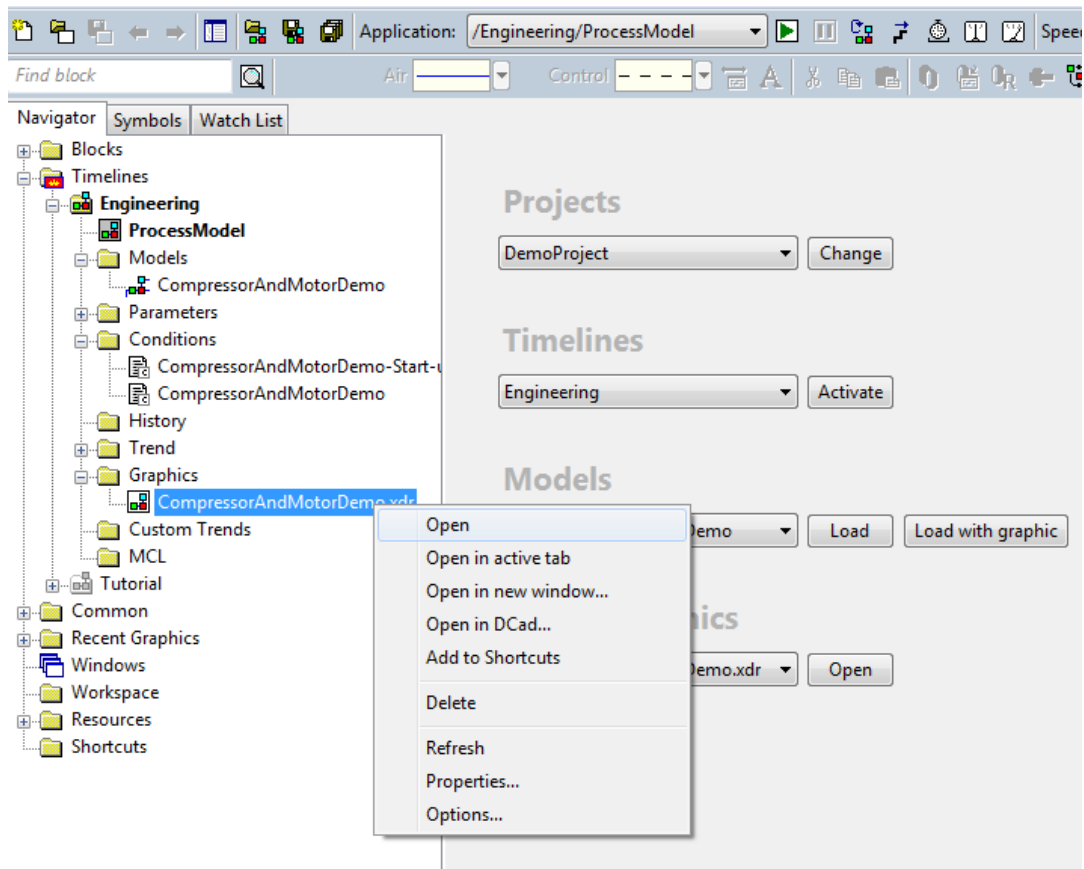 Application: /Engineering/ProcessModel Speed
Find block Air Control
Navigator Symbols Watch List
Blocks
Timelines
Engineering
ProcessModel
Models
CompressorAndMotorDemo
Parameters
Conditions
CompressorAndMotorDemo-Start-u
CompressorAndMotorDemo
History
Trend
Graphics
CompressorAndMotorDemo.xdr
Custom Trends
MCL
Tutorial
Common
Recent Graphics
Windows
Workspace
Resources
Shortcuts
Projects
DemoProject Change
Timelines
Engineering Activate
Models
Demo Load Load with graphic
ics
Demo.xdr Open
Open
Open in active tab
Open in new window...
Open in DCad...
Add to Shortcuts
Delete
Refresh
Properties...
Options...